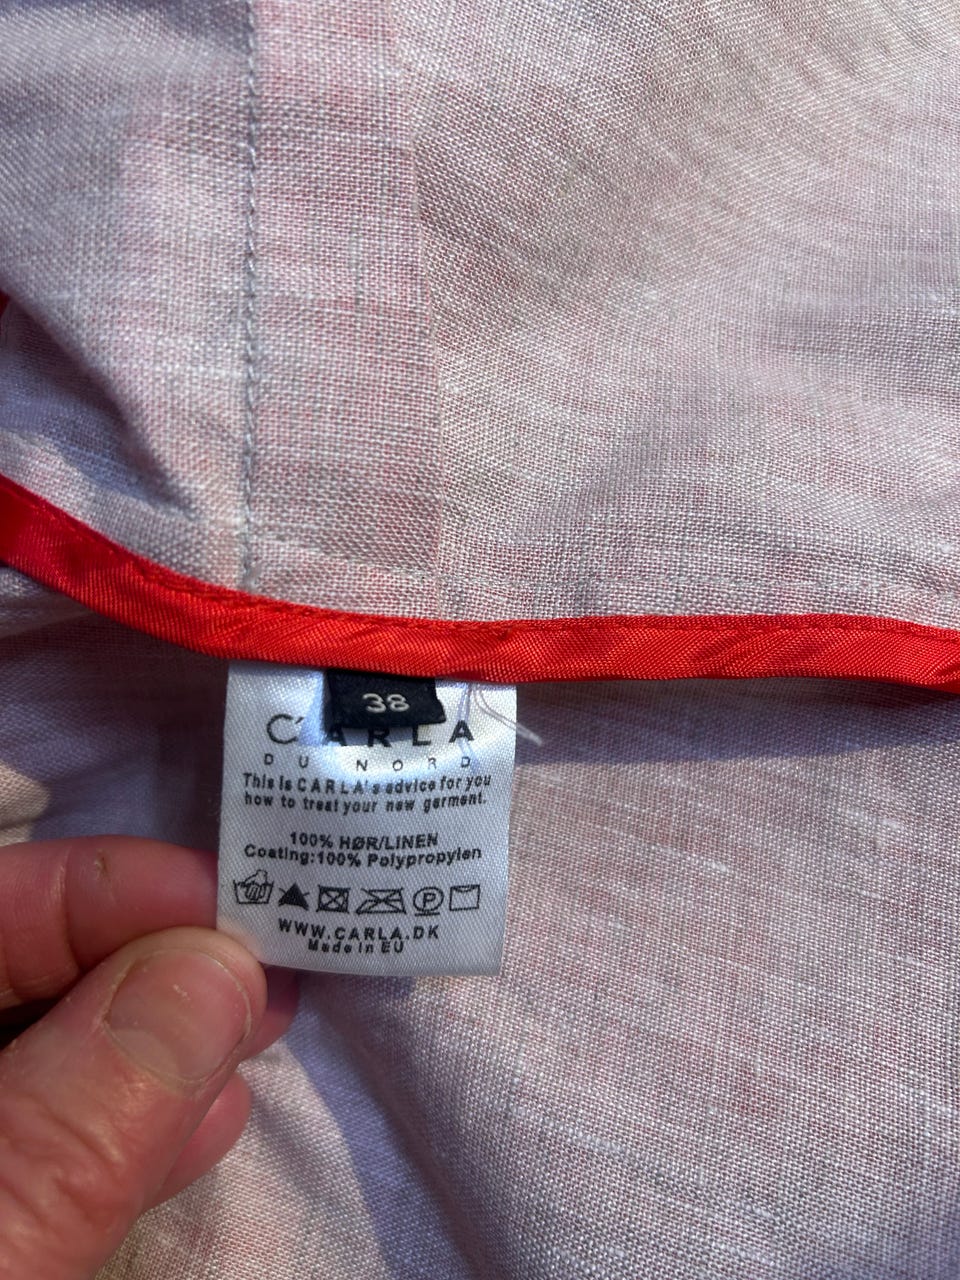 38
C'ARLA
DU NORD
This is CARLA's advice for you
how to treat your new garment.
100% HØR/LINEN
Coating:100% Polypropylen
P
WWW.CARLA.DK
Made in EU